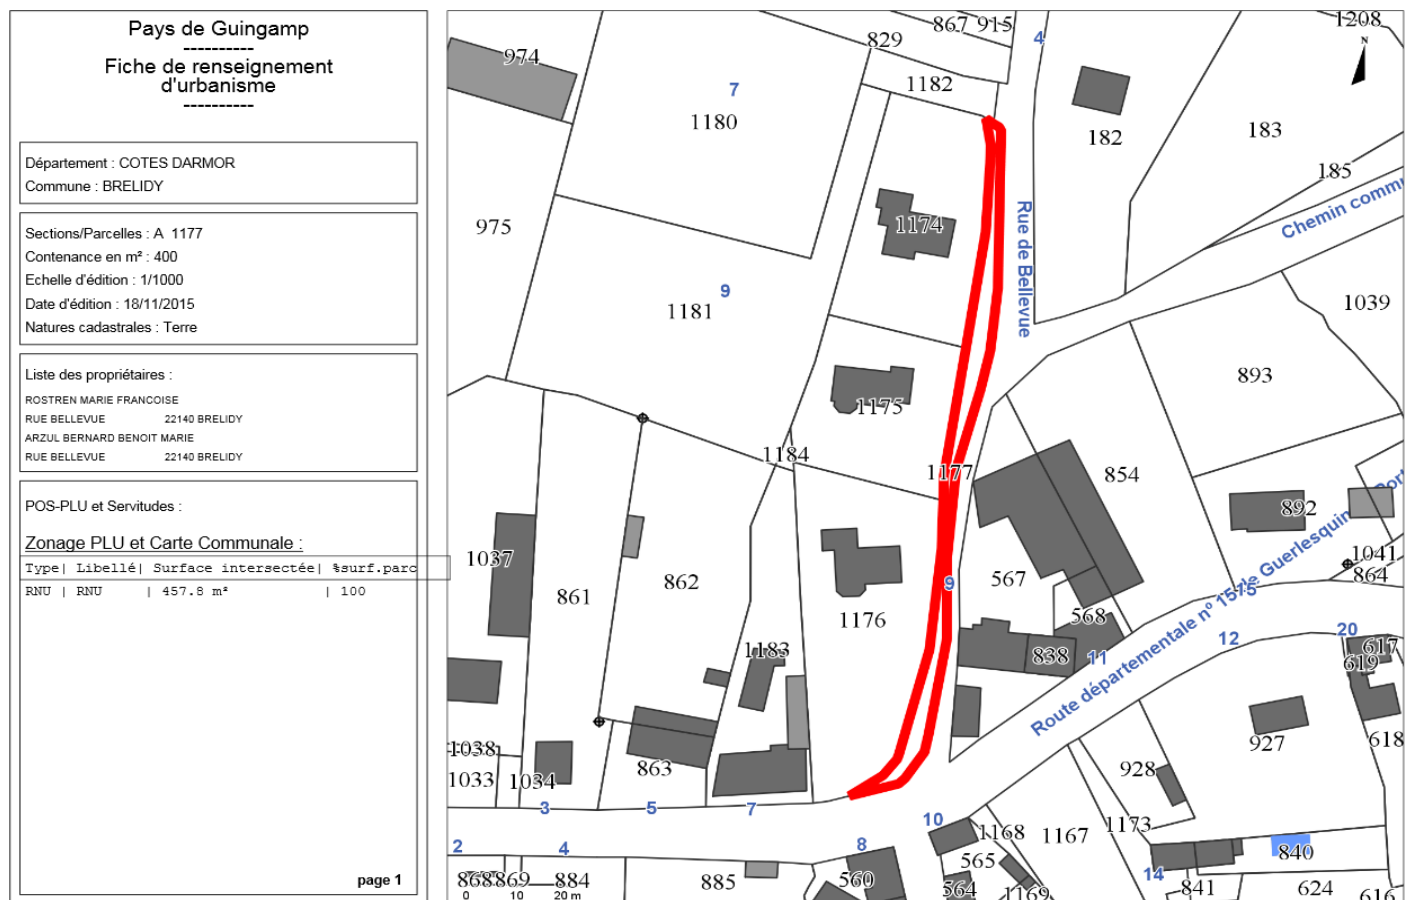 Pays de Guingamp
----------
Fiche de renseignement
d'urbanisme
----------
Département : COTES DARMOR
Commune : BRELIDY
Sections/Parcelles : A 1177
Contenance en m² : 400
Echelle d'édition : 1/1000
Date d'édition : 18/11/2015
Natures cadastrales : Terre
Liste des propriétaires :
ROSTREN MARIE FRANCOISE
RUE BELLEVUE 22140 BRELIDY
ARZUL BERNARD BENOIT MARIE
RUE BELLEVUE 22140 BRELIDY
POS-PLU et Servitudes :
Zonage PLU et Carte Communale :
Type| Libellé| Surface intersectée| %surf.parc
RNU | RNU | 457.8 m² | 100
page 1
867 915
1208
829
4
N
974
1182
7
1180
182
183
185
975
1174
Rue de Bellevue
Chemin commu
9
1181
1039
893
1175
1184
1177
854
892
1037
862
861
9
567
1041
864
1176
568
1183
838
11
Route départementale nº 15
15
de Guerlesquin
Port
12
20
617
619
1038
1033
1034
863
927
618
928
3
5
7
10
1168
1167
1173
2
4
8
565
840
14
868
869
884
885
560
564
1169
841
624
616
0 10 20 m